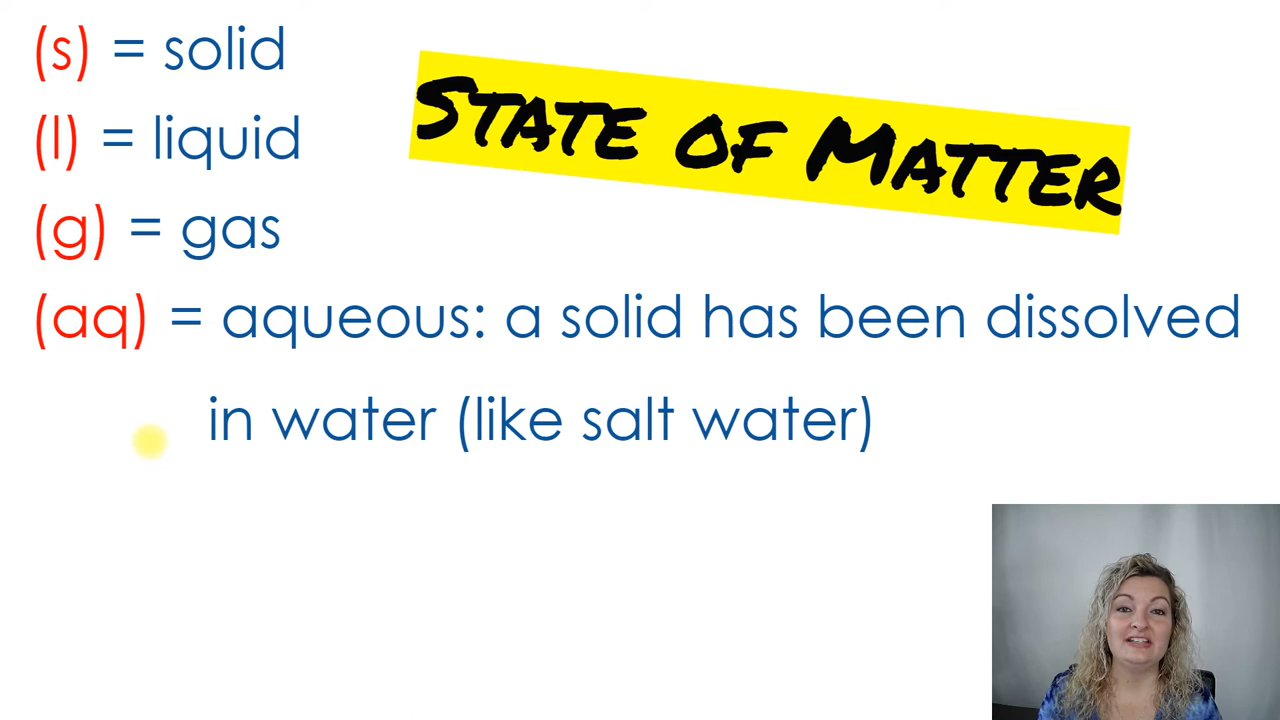 (s) = solid
State of Matter
(l) = liquid
(g) = gas
(aq) = aqueous: a solid has been dissolved
in water (like salt water)